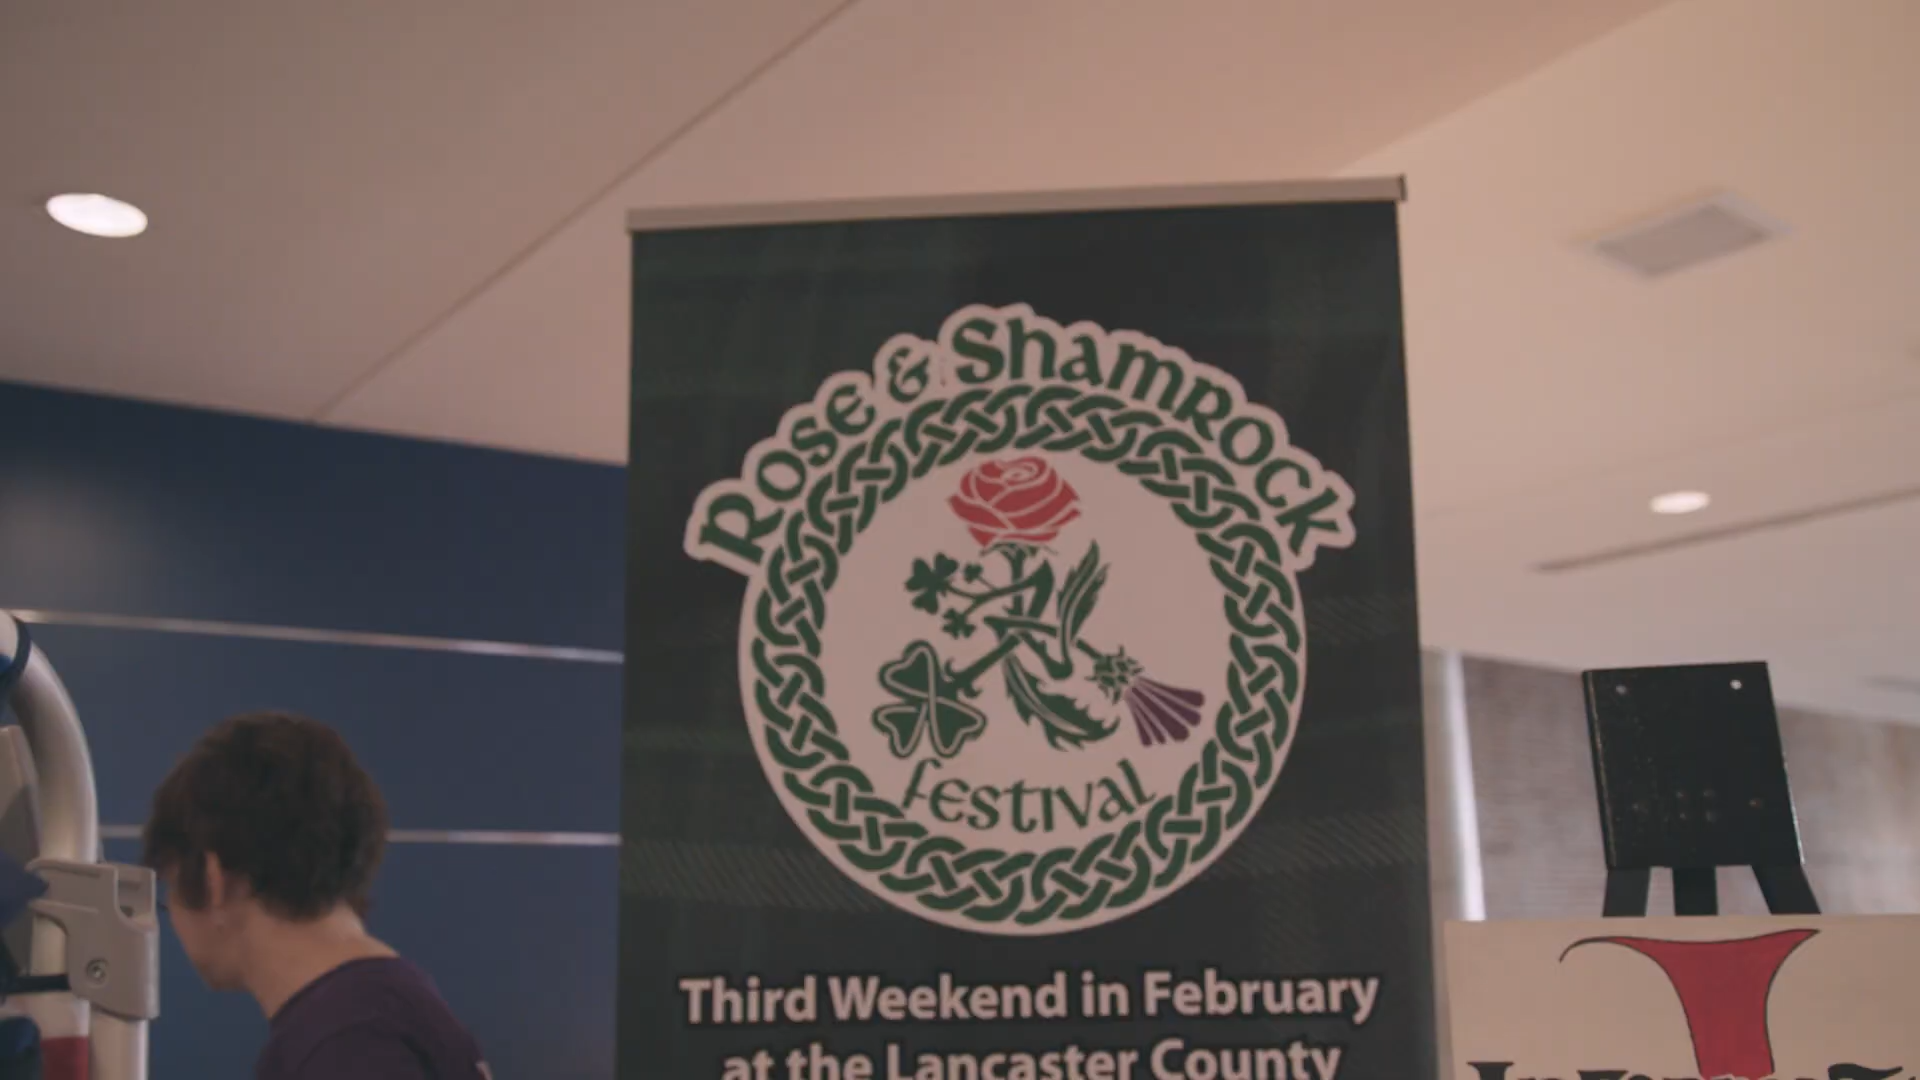 Rose & Shamrock
festival
Third Weekend in February
at the Lancaster County